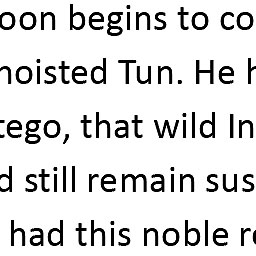 oon begins to co
hoisted Tun. He h
tego, that wild In
d still remain sus
had this noble re